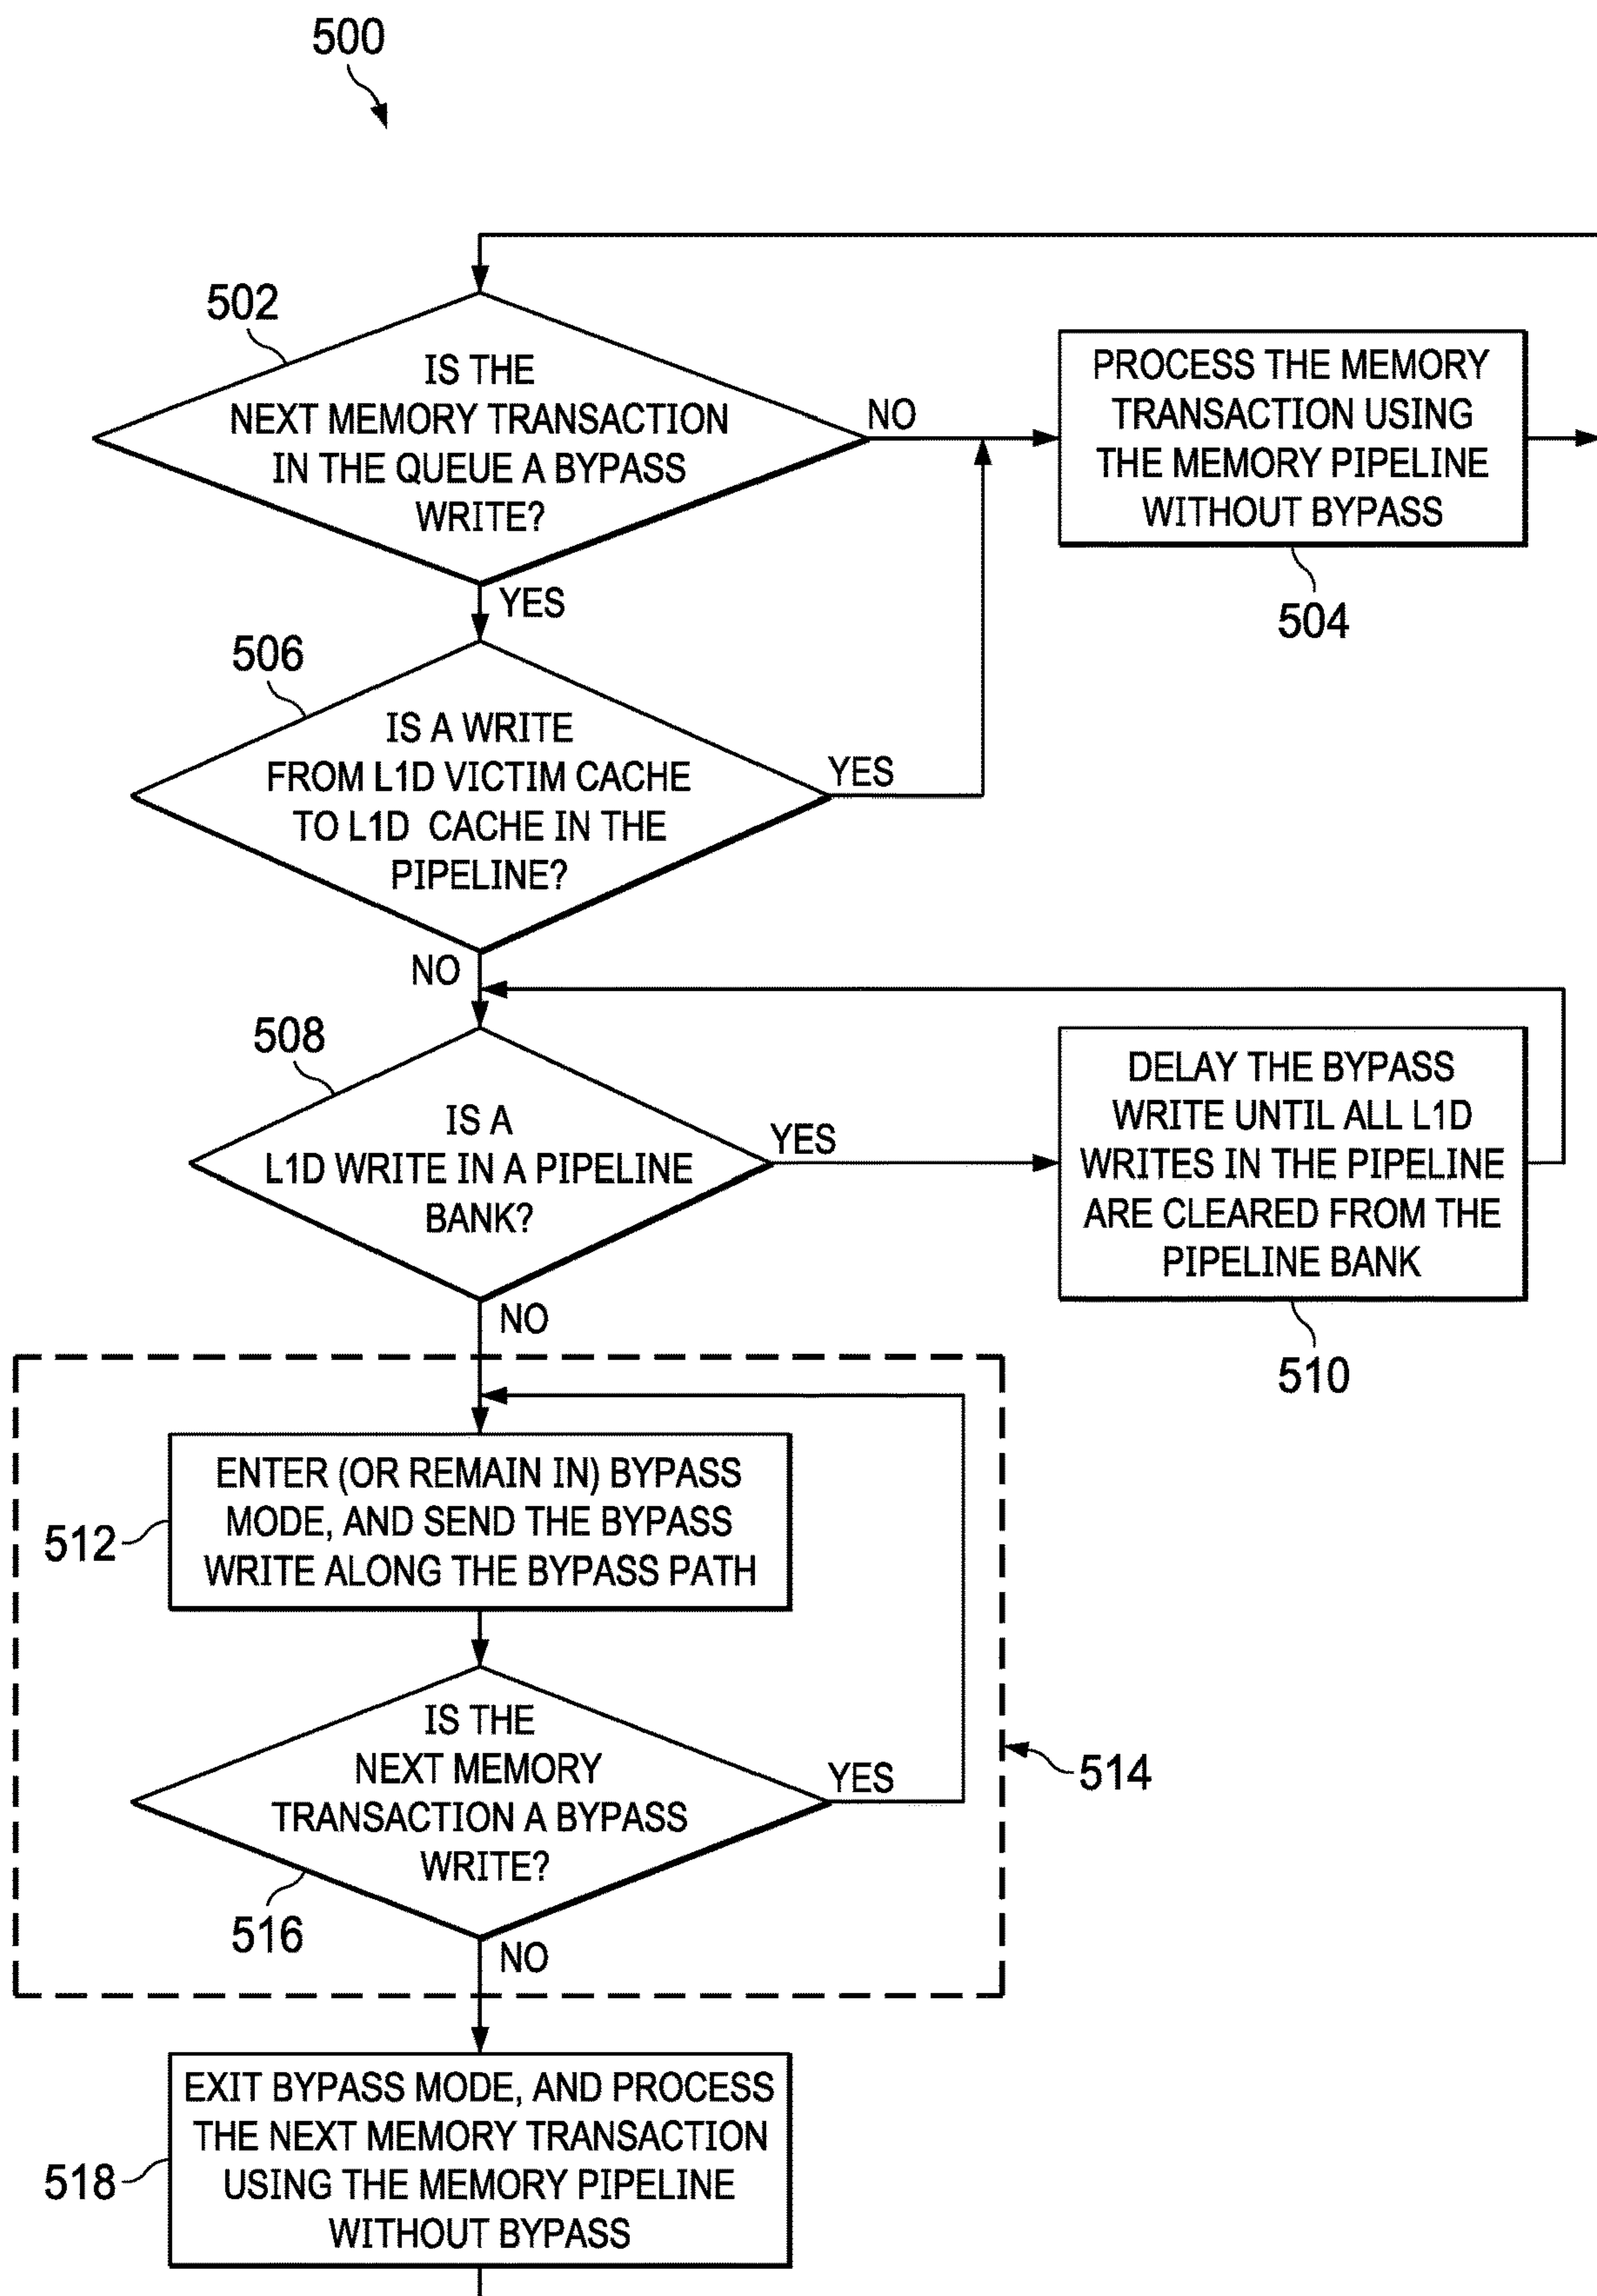 500
502
IS THE
NEXT MEMORY TRANSACTION
IN THE QUEUE A BYPASS
WRITE?
NO
PROCESS THE MEMORY
TRANSACTION USING
THE MEMORY PIPELINE
WITHOUT BYPASS
504
YES
506
IS A WRITE
FROM L1D VICTIM CACHE
TO L1D CACHE IN THE
PIPELINE?
YES
NO
508
IS A
L1D WRITE IN A PIPELINE
BANK?
YES
DELAY THE BYPASS
WRITE UNTIL ALL L1D
WRITES IN THE PIPELINE
ARE CLEARED FROM THE
PIPELINE BANK
510
NO
512
ENTER (OR REMAIN IN) BYPASS
MODE, AND SEND THE BYPASS
WRITE ALONG THE BYPASS PATH
514
IS THE
NEXT MEMORY
TRANSACTION A BYPASS
WRITE?
YES
516
NO
518
EXIT BYPASS MODE, AND PROCESS
THE NEXT MEMORY TRANSACTION
USING THE MEMORY PIPELINE
WITHOUT BYPASS